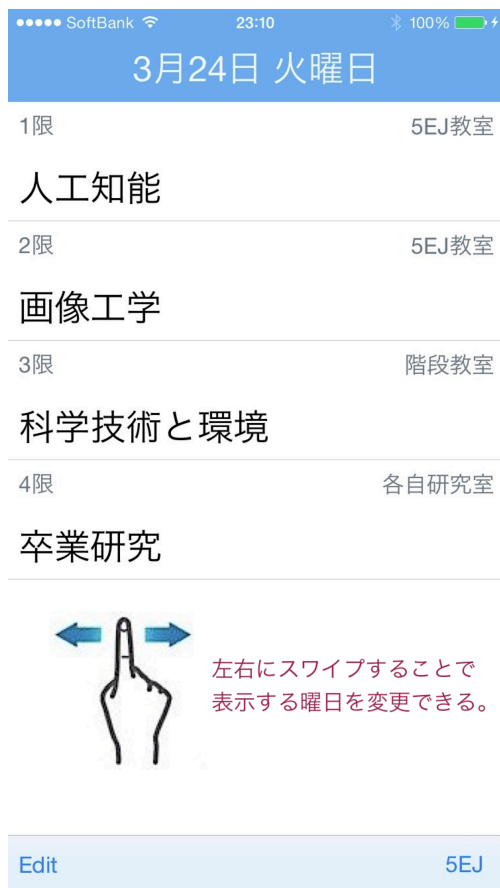 SoftBank 23:10 100%
3月24日 火曜日
1限 5EJ教室
人工知能
2限 5EJ教室
画像工学
3限 階段教室
科学技術と環境
4限 各自研究室
卒業研究
左右にスワイプすることで
表示する曜日を変更できる。
Edit 5EJ